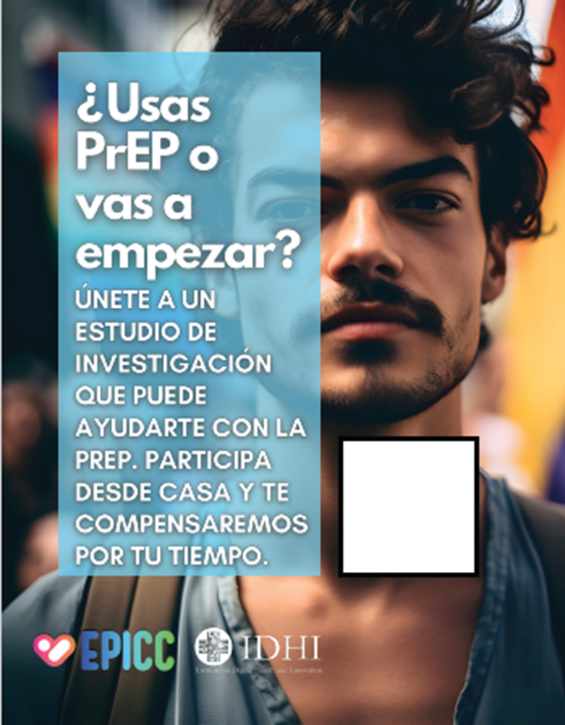 ¿Usas
PrEP o
vas a
empezar?
ÚNETE A UN
ESTUDIO DE
INVESTIGACIÓN
QUE PUEDE
AYUDARTE CON LA
PREP. PARTICIPA
DESDE CASA Y TE
COMPENSAREMOS
POR TU TIEMPO.
EPICC
IDHI